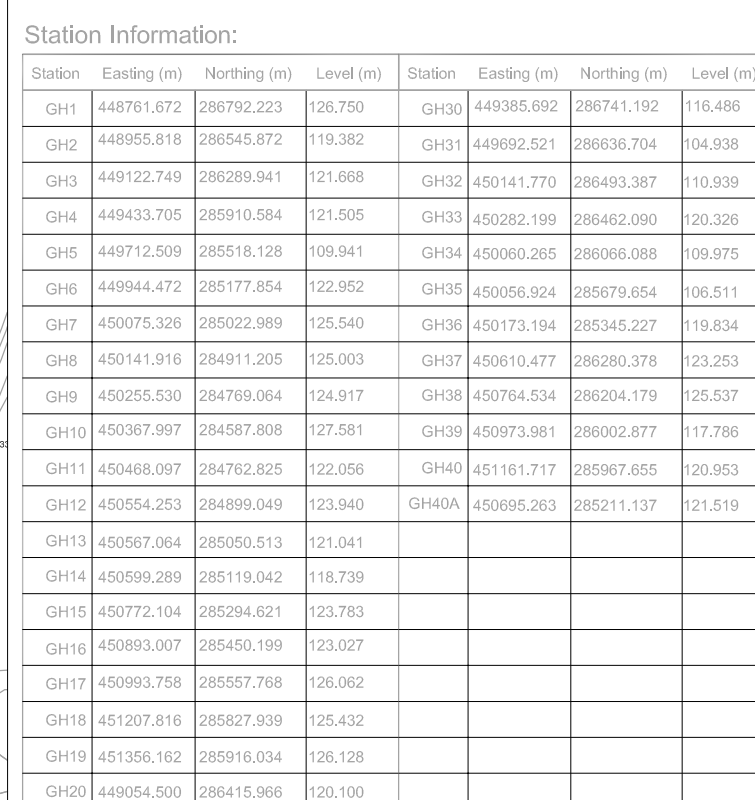 Station Information:
Station Easting (m) Northing (m) Level (m) Station Easting (m) Northing (m) Level (m)
GH1 448761.672 286792.223 126.750 GH30 449385.692 286741.192 116.486
GH2 448955.818 286545.872 119.382 GH31 449692.521 286636.704 104.938
GH3 449122.749 286289.941 121.668 GH32 450141.770 286493.387 110.939
GH4 449433.705 285910.584 121.505 GH33 450282.199 286462.090 120.326
GH5 449712.509 285518.128 109.941 GH34 450060.265 286066.088 109.975
GH6 449944.472 285177.854 122.952 GH35 450056.924 285679.654 106.511
GH7 450075.326 285022.989 125.540 GH36 450173.194 285345.227 119.834
GH8 450141.916 284911.205 125.003 GH37 450610.477 286280.378 123.253
GH9 450255.530 284769.064 124.917 GH38 450764.534 286204.179 125.537
GH10 450367.997 284587.808 127.581 GH39 450973.981 286002.877 117.786
GH11 450468.097 284762.825 122.056 GH40 451161.717 285967.655 120.953
GH12 450554.253 284899.049 123.940 GH40A 450695.263 285211.137 121.519
GH13 450567.064 285050.513 121.041
GH14 450599.289 285119.042 118.739
GH15 450772.104 285294.621 123.783
GH16 450893.007 285450.199 123.027
GH17 450993.758 285557.768 126.062
GH18 451207.816 285827.939 125.432
GH19 451356.162 285916.034 126.128
GH20 449054.500 286415.966 120.100